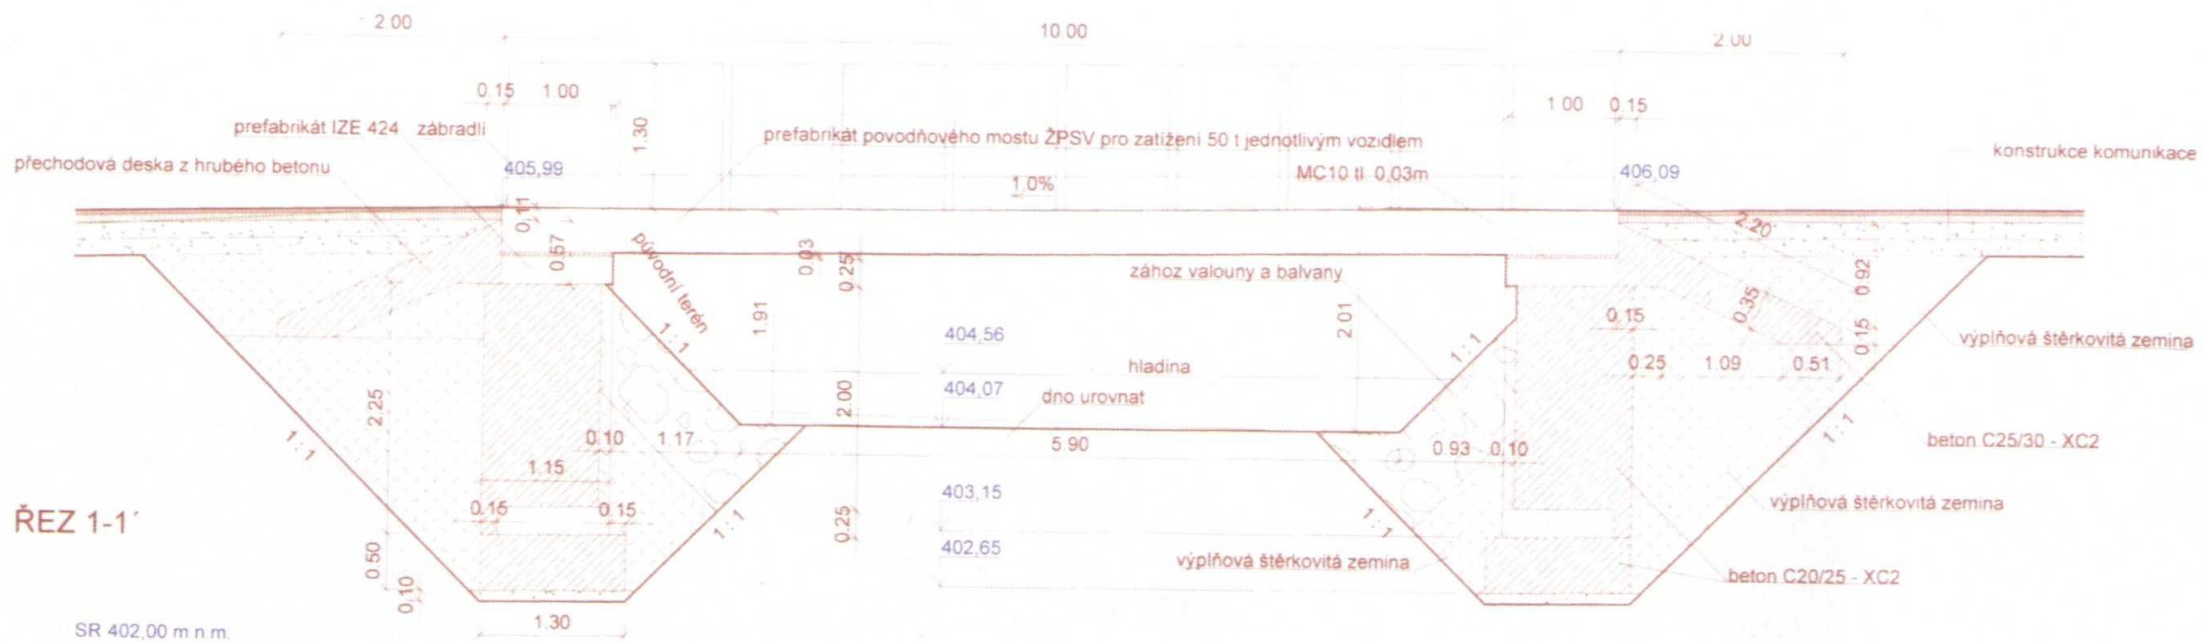 2.00
10.00
2.00
0.15 1.00
1.00 0.15
1.30
prefabrikát IZE 424 zábradlí
prefabrikát povodňového mostu ŽPSV pro zatížení 50 t jednotlivým vozidlem
konstrukce komunikace
přechodová deska z hrubého betonu
405,99
1,0%
MC10 tl. 0,03m
406,09
0.11
2.20
0.57
původní terén
0.03
0.25
zához valouny a balvany
0.92
0.35
1.91
2.01
0.15
0.15
1:1
404,56
1:1
výplňová štěrkovitá zemina
hladina
0.25 1.09 0.51
2.25
2.00
404,07
dno urovnat
1:1
0.10 1.17
5.90
0.93 0.10
1:1
beton C25/30 - XC2
1.15
403,15
0.15
0.15
1:1
1:1
výplňová štěrkovitá zemina
ŘEZ 1-1´
0.25
402,65
0.50
výplňová štěrkovitá zemina
beton C20/25 - XC2
0,10
1.30
SR 402,00 m n.m.